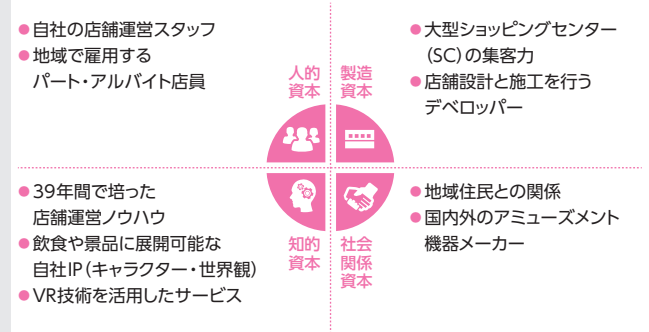 ●自社の店舗運営スタッフ
●地域で雇用する
パート・アルバイト店員
人的
資本
製造
資本
●大型ショッピングセンター
（SC）の集客力
●店舗設計と施工を行う
デベロッパー
●39年間で培った
店舗運営ノウハウ
●飲食や景品に展開可能な
自社IP（キャラクター・世界観）
●VR技術を活用したサービス
知的
資本
社会
関係
資本
●地域住民との関係
●国内外のアミューズメント
機器メーカー